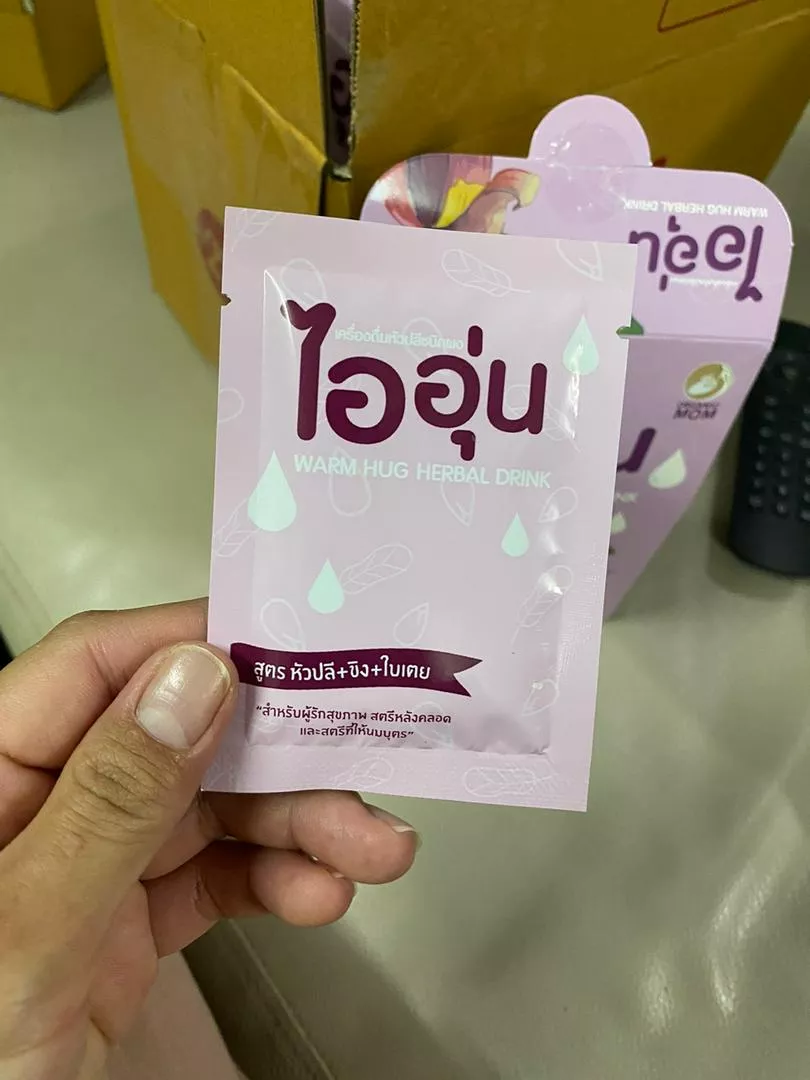 เครื่องดื่มหัวปลีชนิดผง
ไออุ่น
WARM HUG HERBAL DRINK
สูตร หัวปลี+ขิง+ใบเตย
“สำหรับผู้รักสุขภาพ สตรีหลังคลอด
และสตรีที่ให้นมบุตร”
WARM HUG HERBAL DRINK
ไออุ่น
MOM